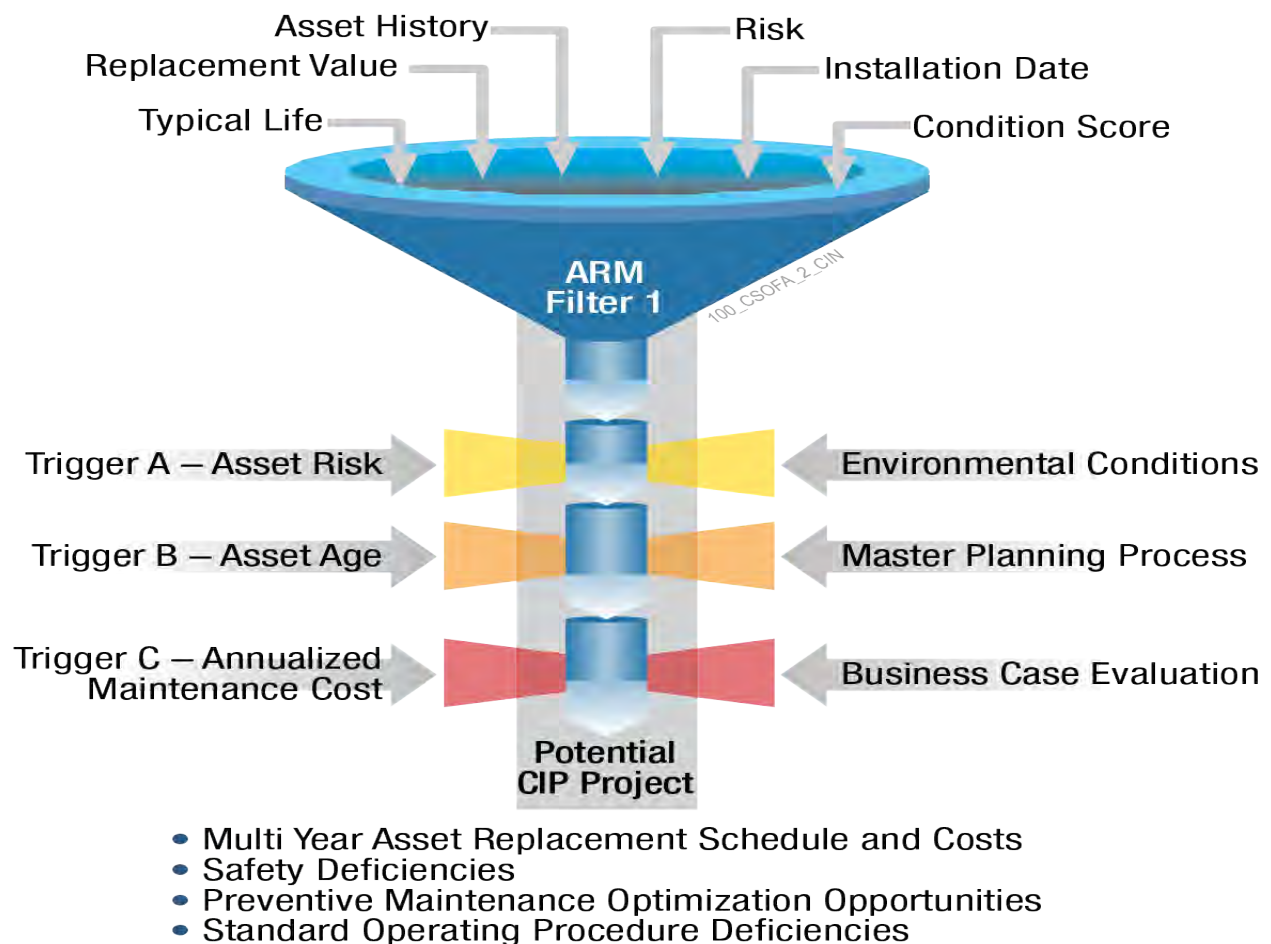 Asset History
Risk
Replacement Value
Installation Date
Typical Life
Condition Score
ARM
Filter 1
100_CSOFA_2_CIN
Trigger A – Asset Risk
Environmental Conditions
Trigger B – Asset Age
Master Planning Process
Trigger C – Annualized
Maintenance Cost
Business Case Evaluation
Potential
CIP Project
• Multi Year Asset Replacement Schedule and Costs
• Safety Deficiencies
• Preventive Maintenance Optimization Opportunities
• Standard Operating Procedure Deficiencies